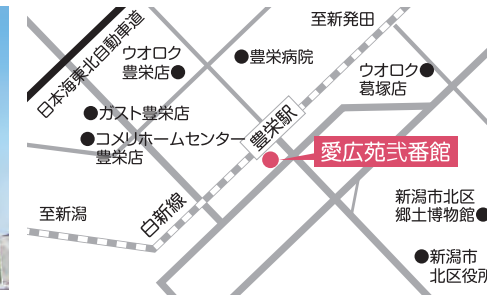 至新発田
日本海東北自動車道
ウオロク
豊栄店
豊栄病院
ウオロク
葛塚店
ガスト豊栄店
コメリホームセンター
豊栄店
豊栄駅
愛広苑弐番館
至新潟
白新線
新潟市北区
郷土博物館
新潟市
北区役所